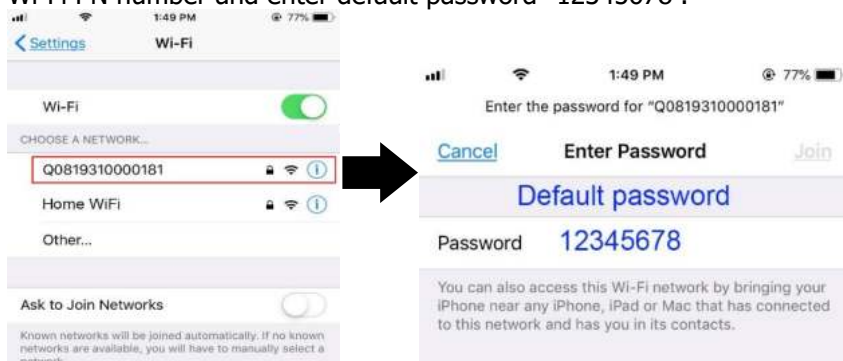 Wi-Fi PN number and enter default password "12345678".
1:49 PM
77%
Settings
Wi-Fi
Wi-Fi
CHOOSE A NETWORK...
Q0819310000181
Home WiFi
Other...
Ask to Join Networks
Known networks will be joined automatically. If no known
networks are available, you will have to manually select a
1:49 PM
77%
Enter the password for "Q0819310000181"
Cancel
Enter Password
Join
Default password
Password 12345678
You can also access this Wi-Fi network by bringing your
iPhone near any iPhone, iPad or Mac that has connected
to this network and has you in its contacts.